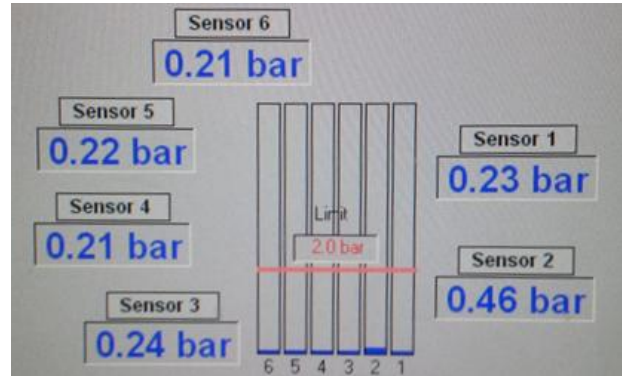 Sensor 6
0.21 bar
Sensor 5
0.22 bar
Sensor 1
0.23 bar
Sensor 4
0.21 bar
Limit
2.0 bar
Sensor 2
0.46 bar
Sensor 3
0.24 bar
6 5 4 3 2 1